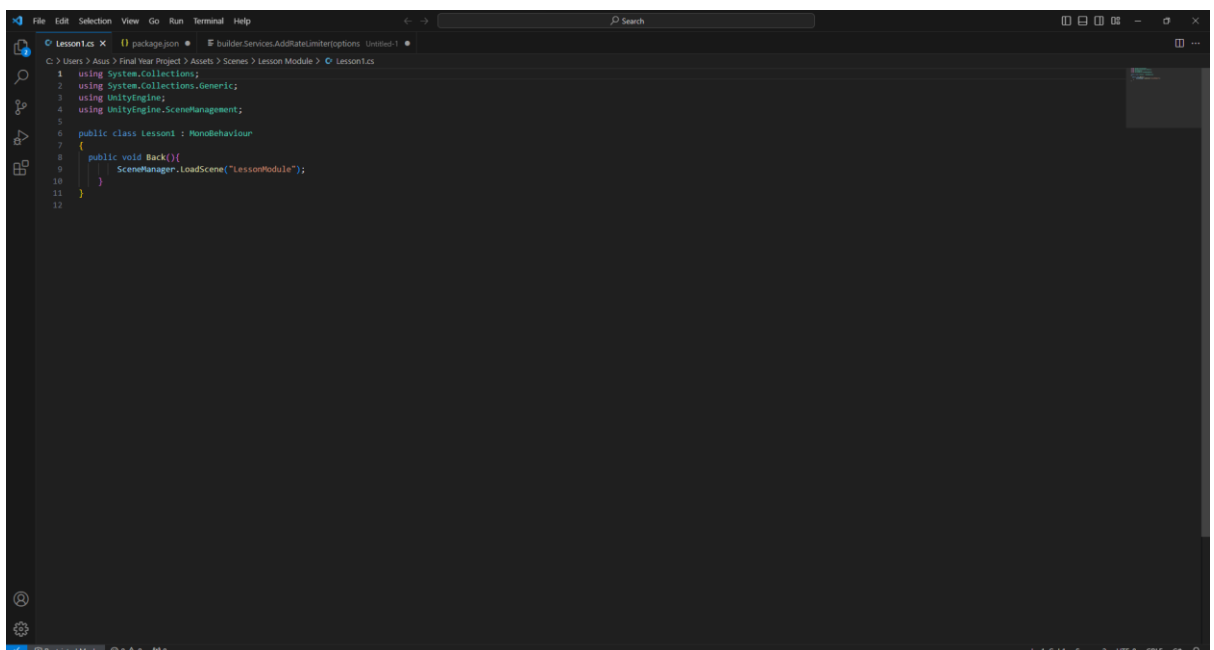 File Edit Selection View Go Run Terminal Help Search
Lesson1.cs package.json builder.Services.AddRateLimiter(options Untitled-1
C: > Users > Asus > Final Year Project > Assets > Scenes > Lesson Module > Lesson1.cs
1 using System.Collections;
2 using System.Collections.Generic;
3 using UnityEngine;
4 using UnityEngine.SceneManagement;
5
6 public class Lesson1 : MonoBehaviour
7 {
8 public void Back(){
9 SceneManager.LoadScene("LessonModule");
10 }
11 }
12